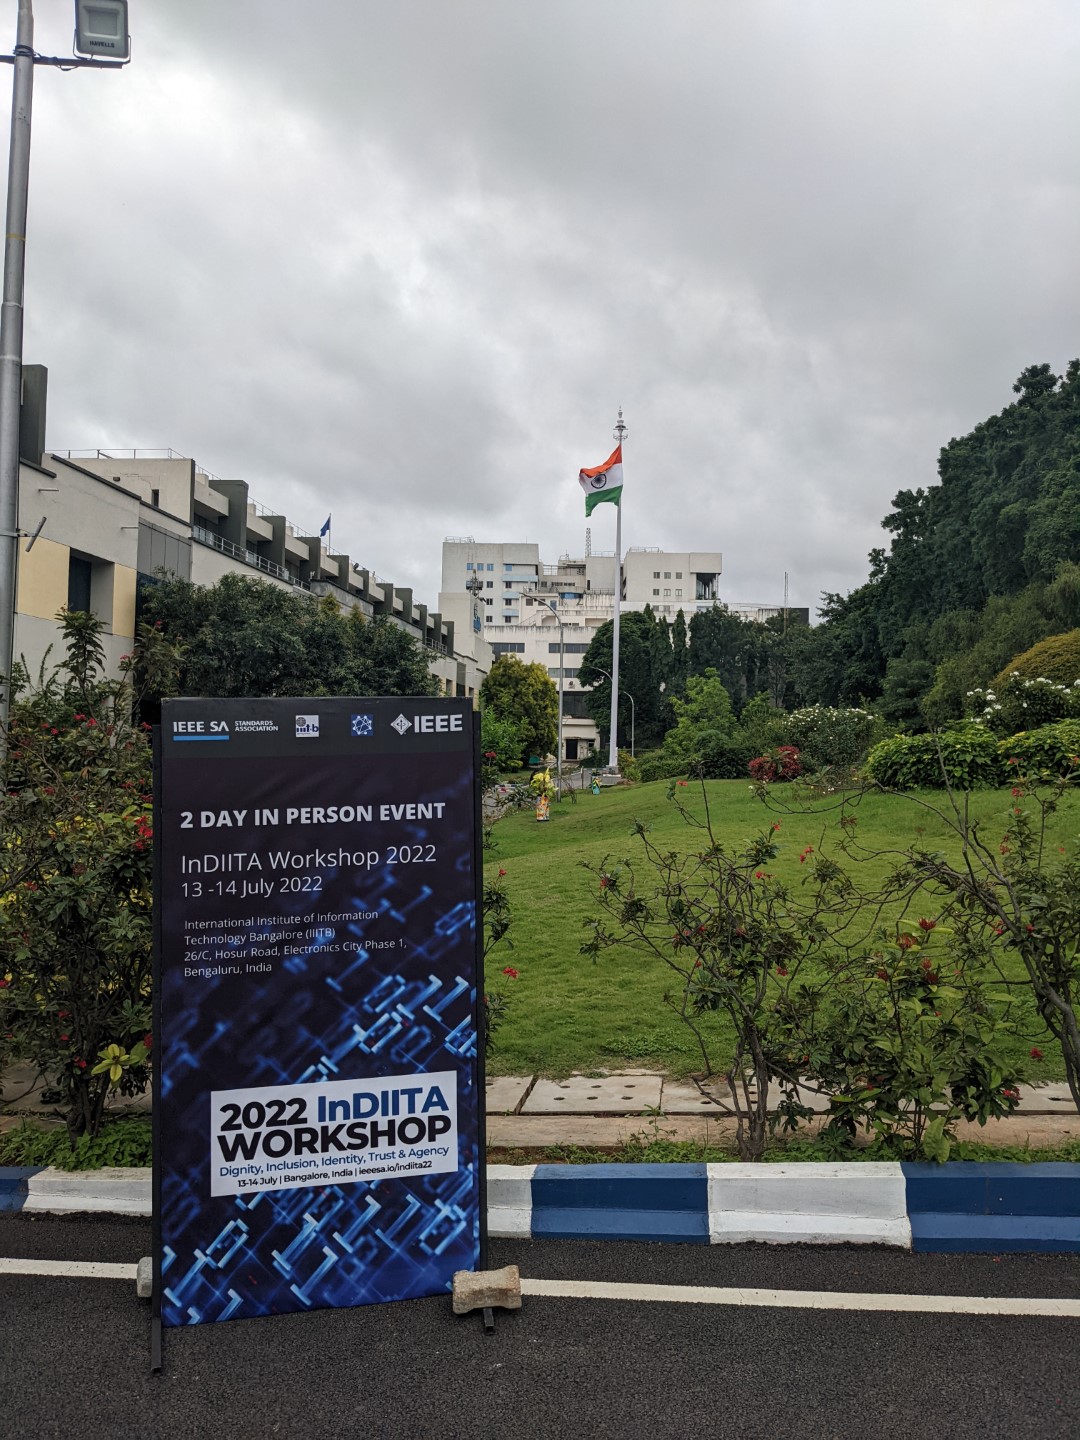 HAVELLS
IEEE SA STANDARDS ASSOCIATION
iiit-b
IEEE
2 DAY IN PERSON EVENT
InDIITA Workshop 2022
13 -14 July 2022
International Institute of Information
Technology Bangalore (IIITB)
26/C, Hosur Road, Electronics City Phase 1,
Bengaluru, India
2022 InDIITA
WORKSHOP
Dignity, Inclusion, Identity, Trust & Agency
13-14 July | Bangalore, India | ieeesa.io/indiita22